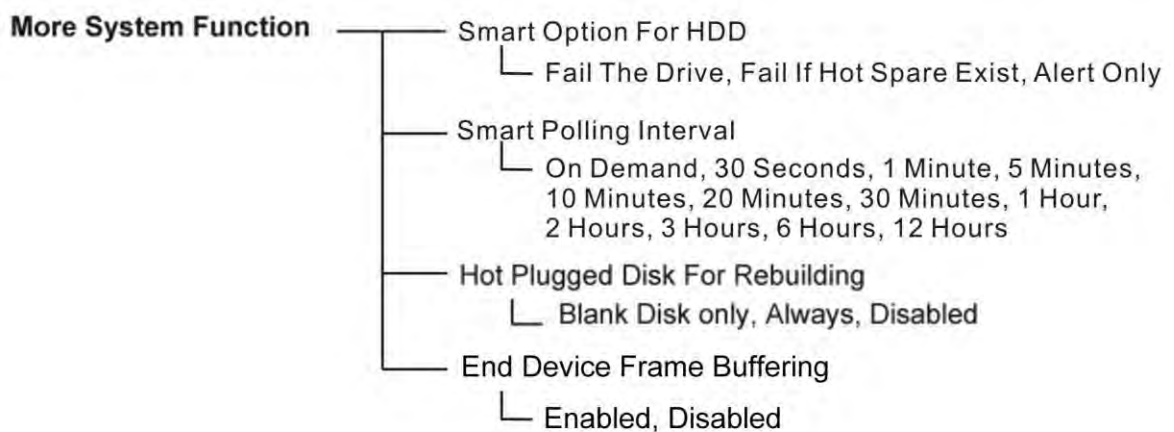 More System Function
Smart Option For HDD
Fail The Drive, Fail If Hot Spare Exist, Alert Only
Smart Polling Interval
On Demand, 30 Seconds, 1 Minute, 5 Minutes,
10 Minutes, 20 Minutes, 30 Minutes, 1 Hour,
2 Hours, 3 Hours, 6 Hours, 12 Hours
Hot Plugged Disk For Rebuilding
Blank Disk only, Always, Disabled
End Device Frame Buffering
Enabled, Disabled